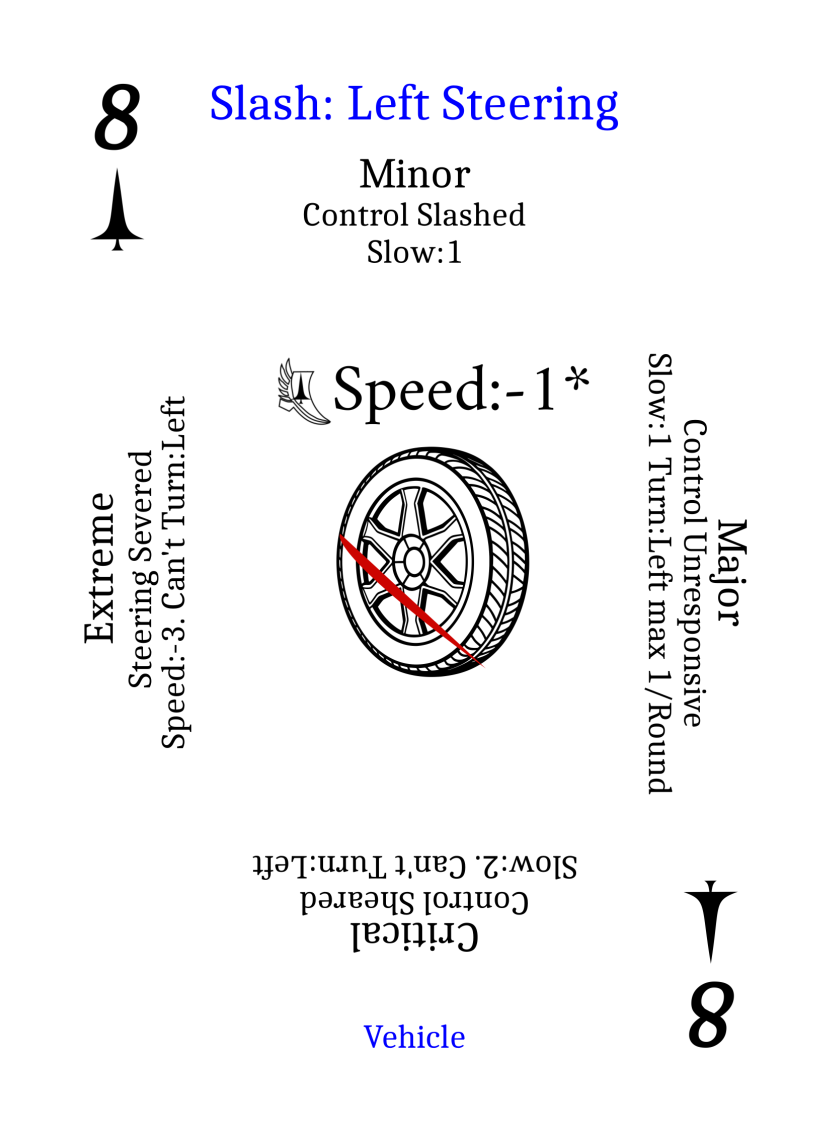 8
Slash: Left Steering
Minor
Control Slashed
Slow:1
Speed:-1*
Major
Control Unresponsive
Slow:1 Turn:Left max 1/Round
Extreme
Steering Severed
Speed:-3. Can't Turn:Left
Critical
Control Sheared
Slow:2. Can't Turn:Left
Vehicle
8